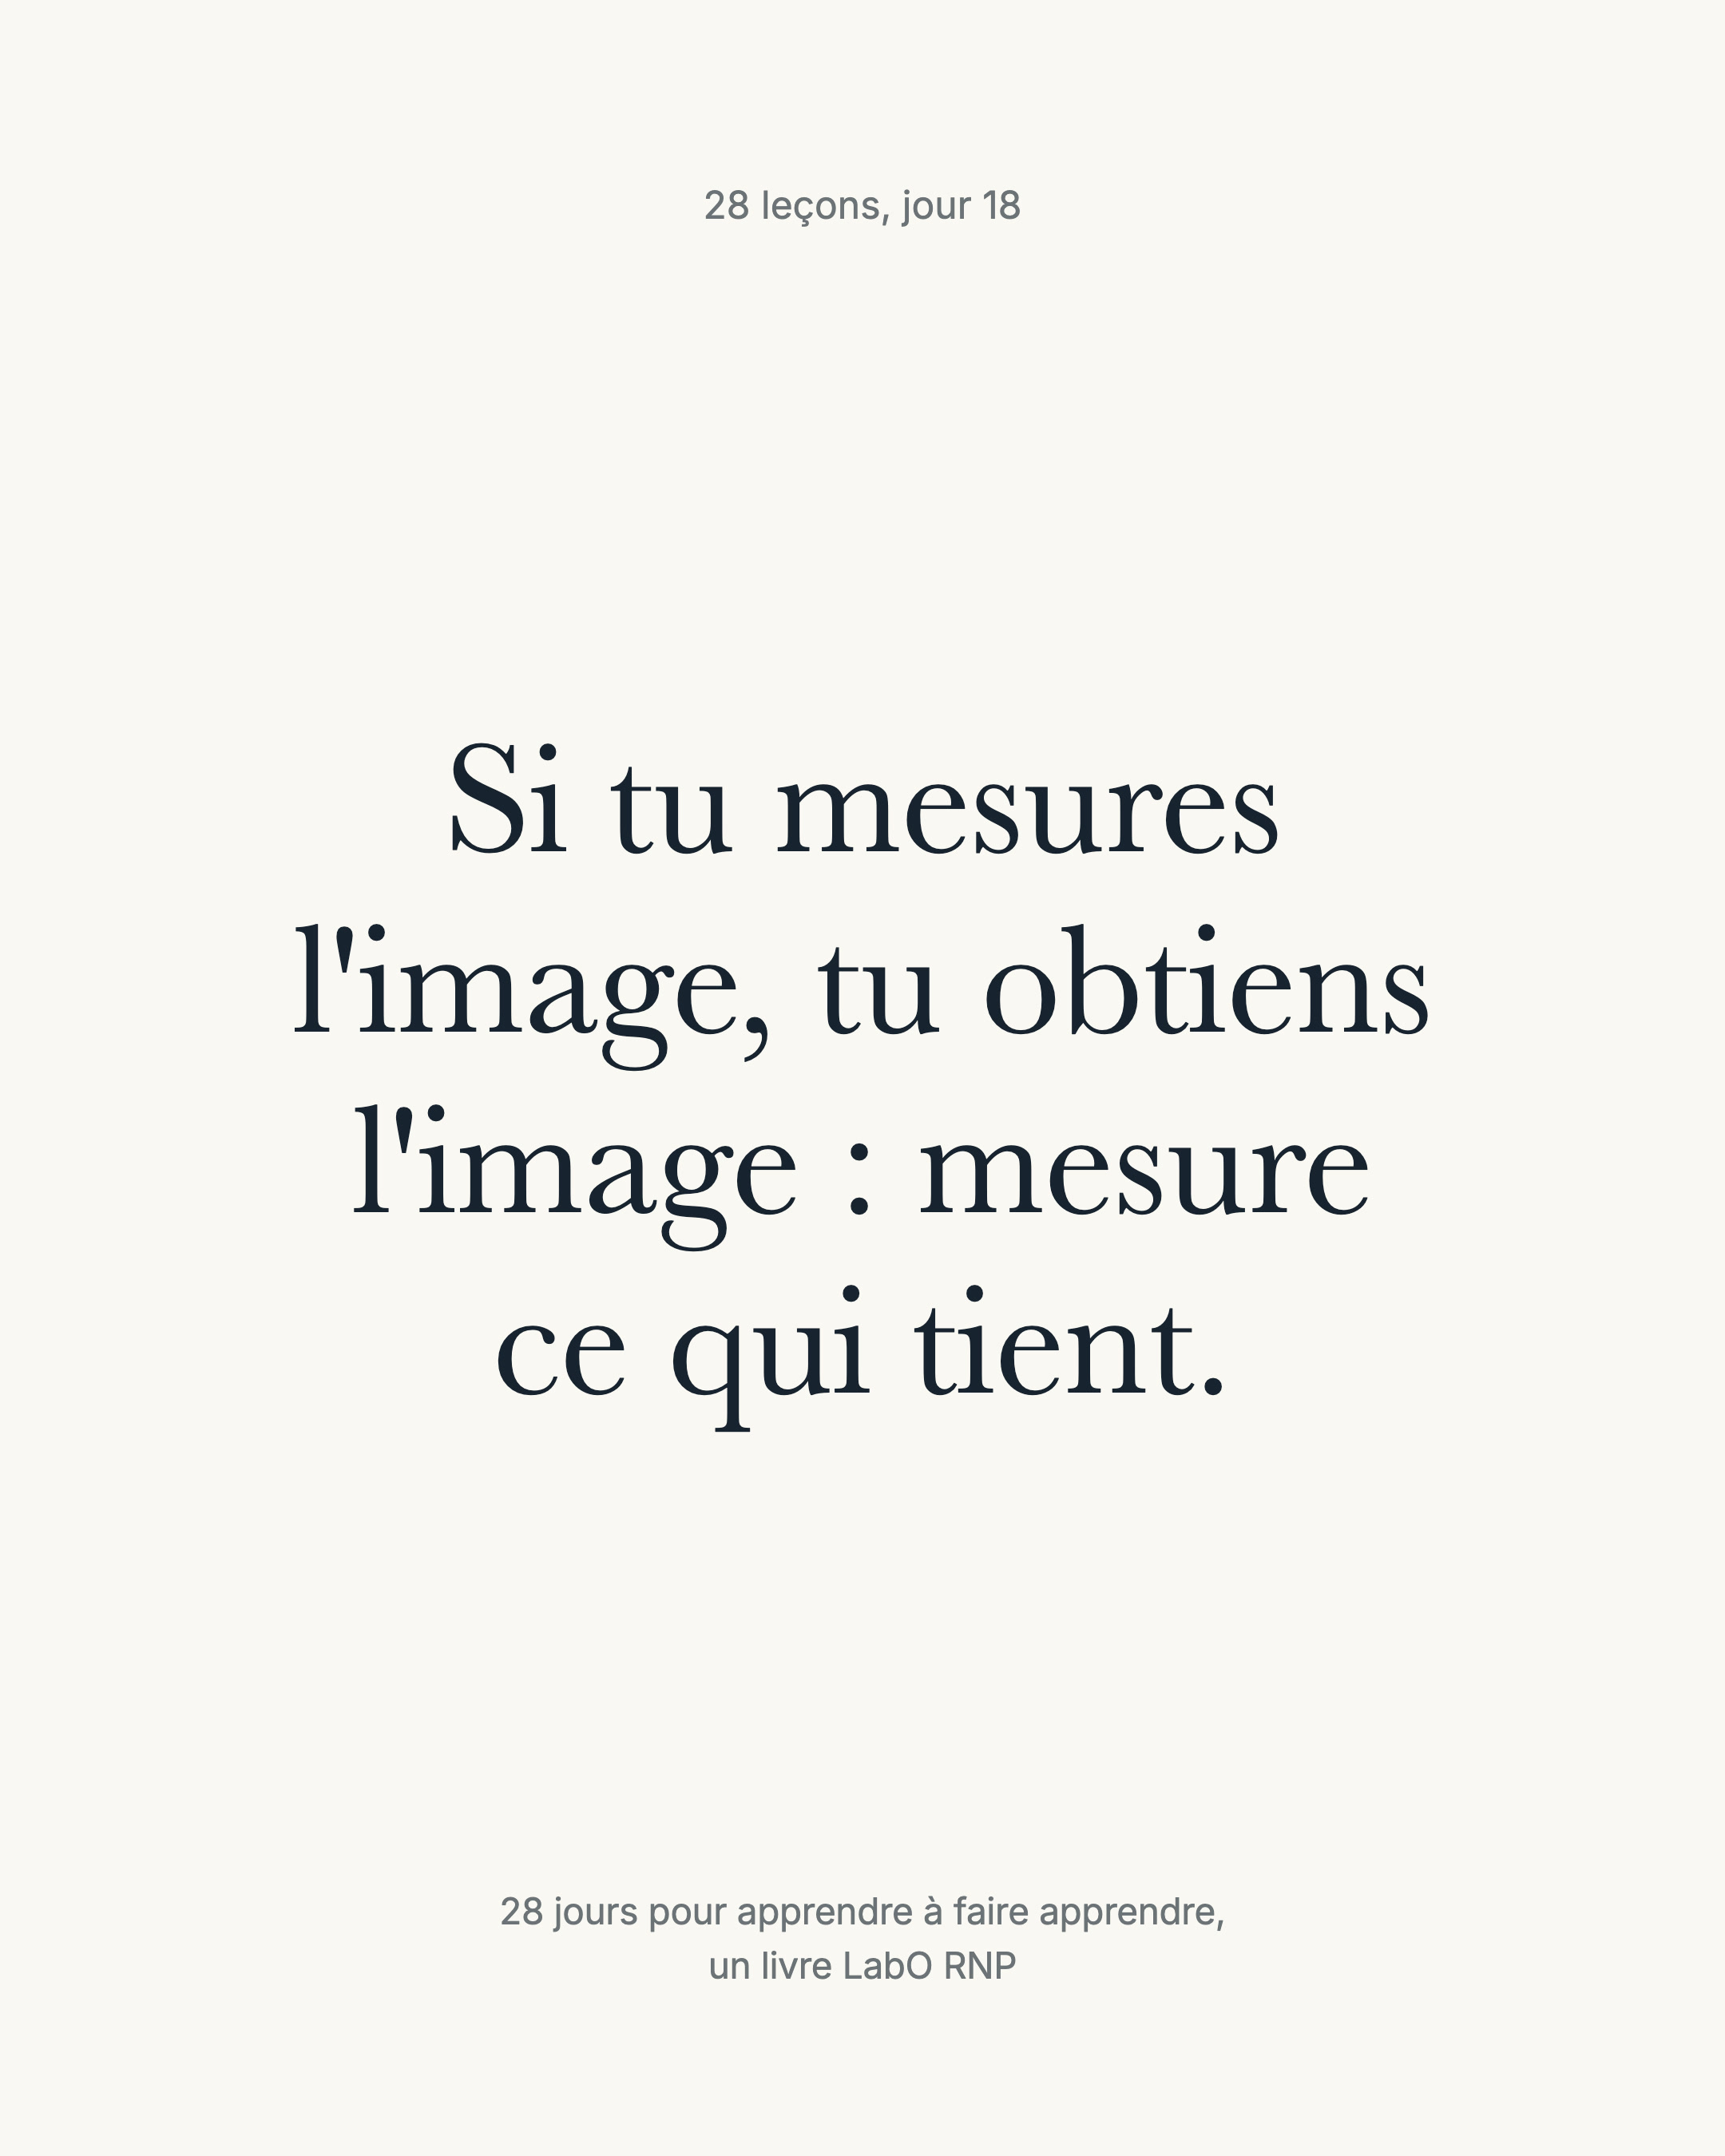 28 leçons, jour 18
Si tu mesures
l'image, tu obtiens
l'image : mesure
ce qui tient.
28 jours pour apprendre à faire apprendre,
un livre LabO RNP